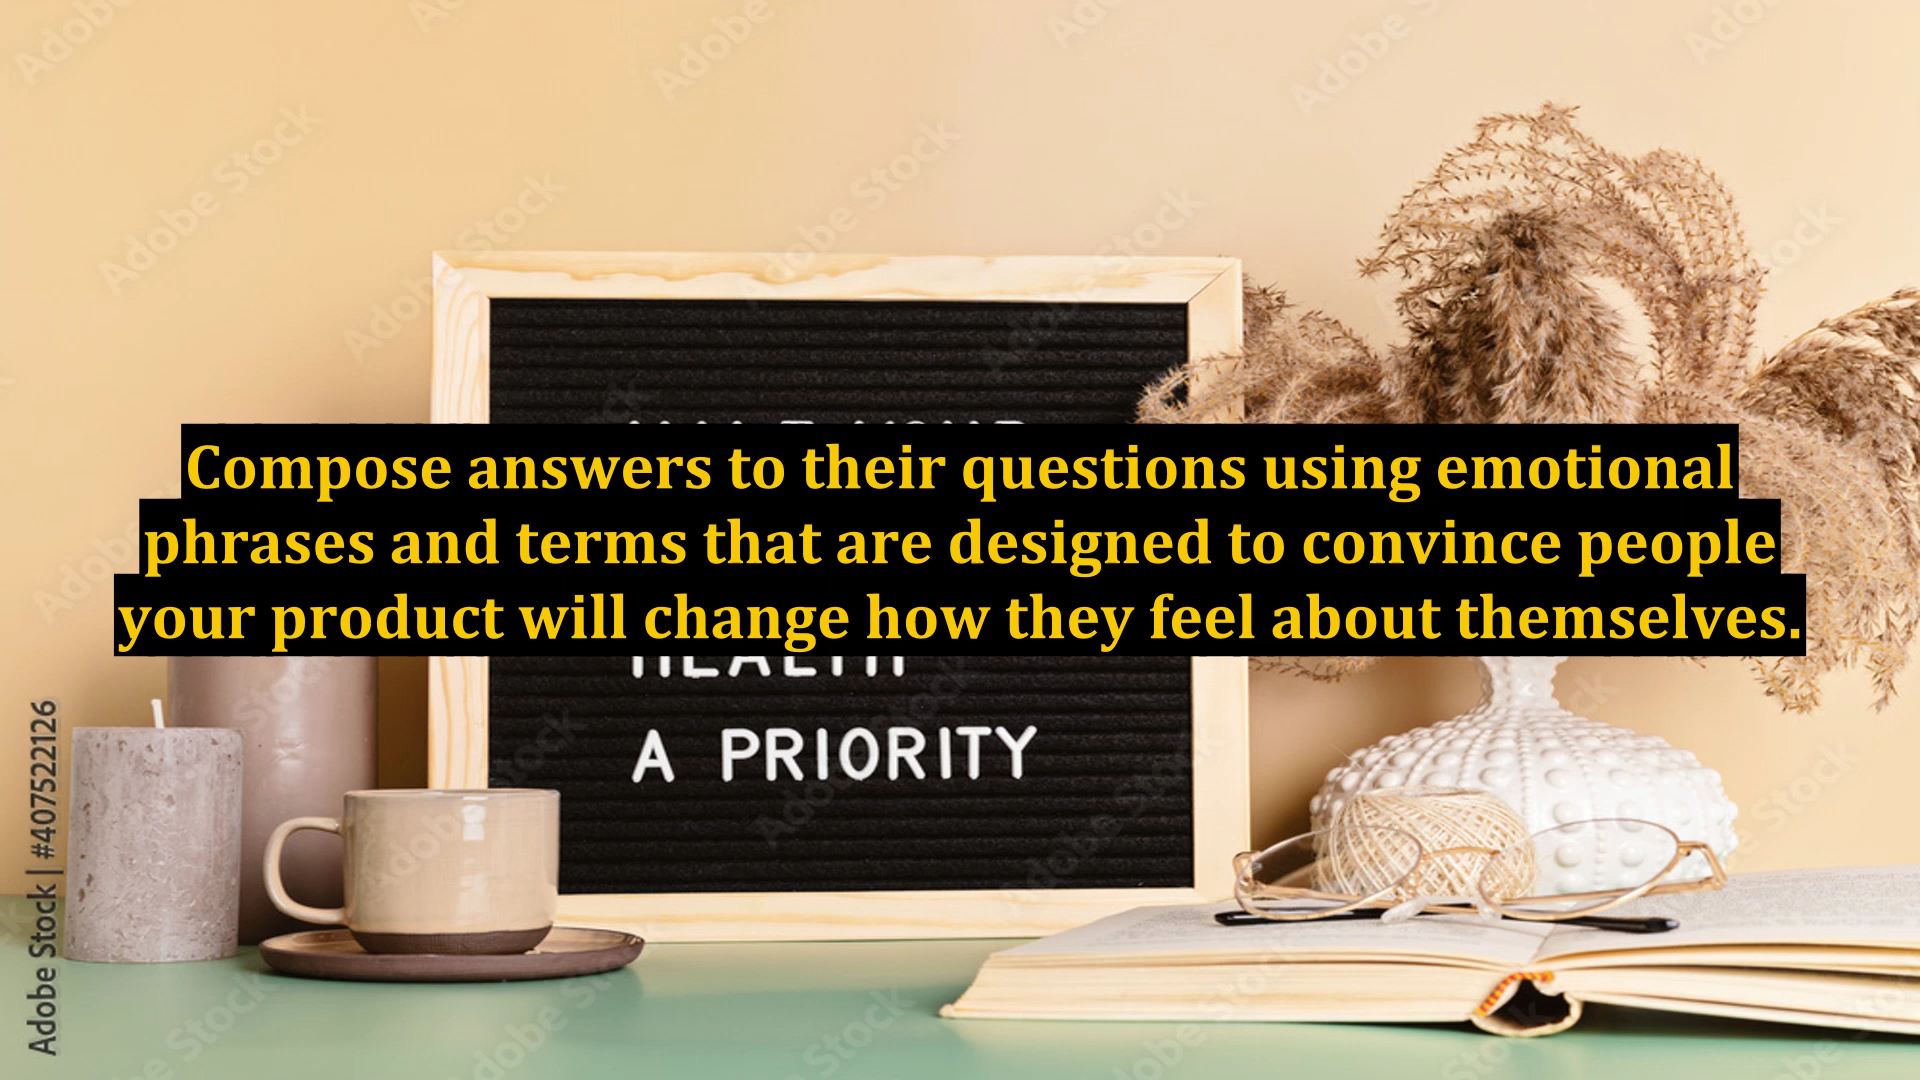 Compose answers to their questions using emotional
phrases and terms that are designed to convince people
your product will change how they feel about themselves.
HEALTH
A PRIORITY
Adobe Stock | #407522126